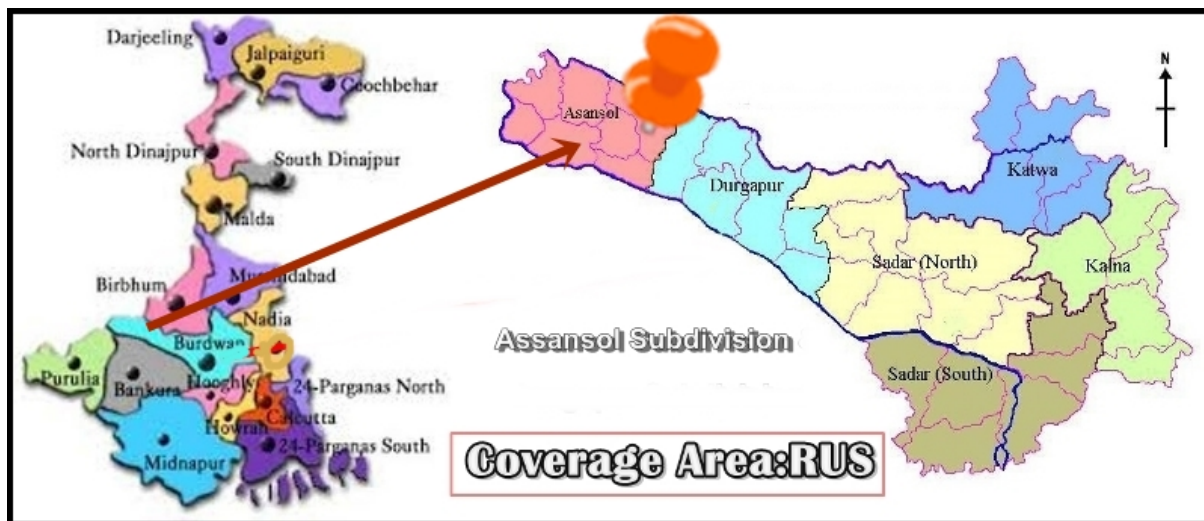 Darjeeling
Jalpaiguri
Coochbehar
North Dinajpur
South Dinajpur
Malda
Birbhum
Murshidabad
Nadia
Burdwan
Purulia
Bankura
Hooghly
24-Parganas North
Calcutta
Howrah
24-Parganas South
Midnapur
Asansol
Durgapur
Katwa
Sadar (North)
Kalna
Sadar (South)
N
Assansol Subdivision
Coverage Area:RUS